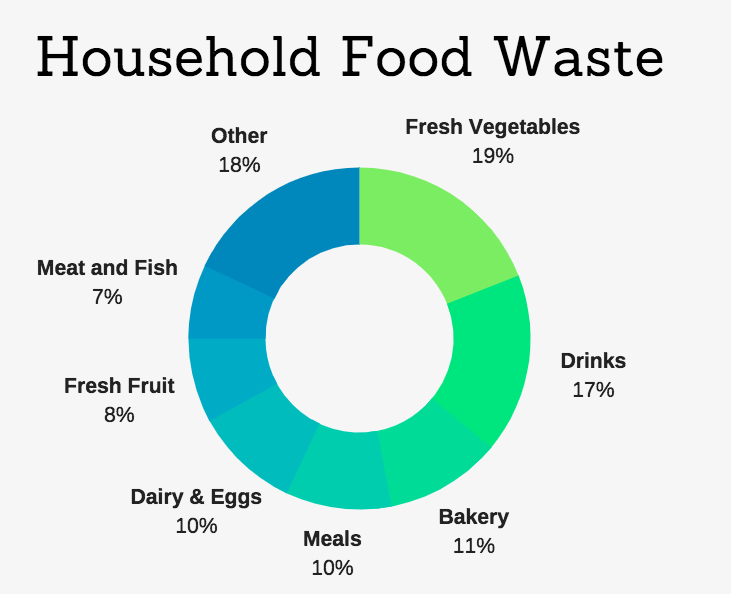 Household Food Waste
Fresh Vegetables
19%
Drinks
17%
Bakery
11%
Meals
10%
Dairy & Eggs
10%
Fresh Fruit
8%
Meat and Fish
7%
Other
18%